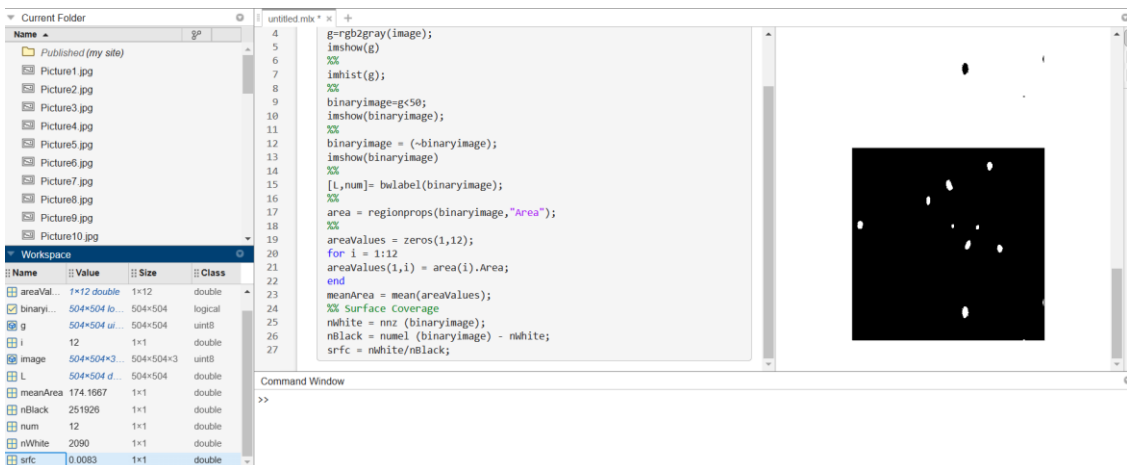 Current Folder
Name
Published (my site)
Picture1.jpg
Picture2.jpg
Picture3.jpg
Picture4.jpg
Picture5.jpg
Picture6.jpg
Picture7.jpg
Picture8.jpg
Picture9.jpg
Picture10.jpg
Workspace
Name Value Size Class
areaVal... 1×12 double 1×12 double
binaryi... 504×504 lo... 504×504 logical
g 504×504 ui... 504×504 uint8
i 12 1×1 double
image 504×504×3... 504×504×3 uint8
L 504×504 d... 504×504 double
meanArea 174.1667 1×1 double
nBlack 251926 1×1 double
num 12 1×1 double
nWhite 2090 1×1 double
srfc 0.0083 1×1 double
untitled.mlx * × +
4 g=rgb2gray(image);
5 imshow(g)
6 %%
7 imhist(g);
8 %%
9 binaryimage=g<50;
10 imshow(binaryimage);
11 %%
12 binaryimage = (~binaryimage);
13 imshow(binaryimage)
14 %%
15 [L,num]= bwlabel(binaryimage);
16 %%
17 area = regionprops(binaryimage,"Area");
18 %%
19 areaValues = zeros(1,12);
20 for i = 1:12
21 areaValues(1,i) = area(i).Area;
22 end
23 meanArea = mean(areaValues);
24 %% Surface Coverage
25 nWhite = nnz (binaryimage);
26 nBlack = numel (binaryimage) - nWhite;
27 srfc = nWhite/nBlack;
Command Window
>>